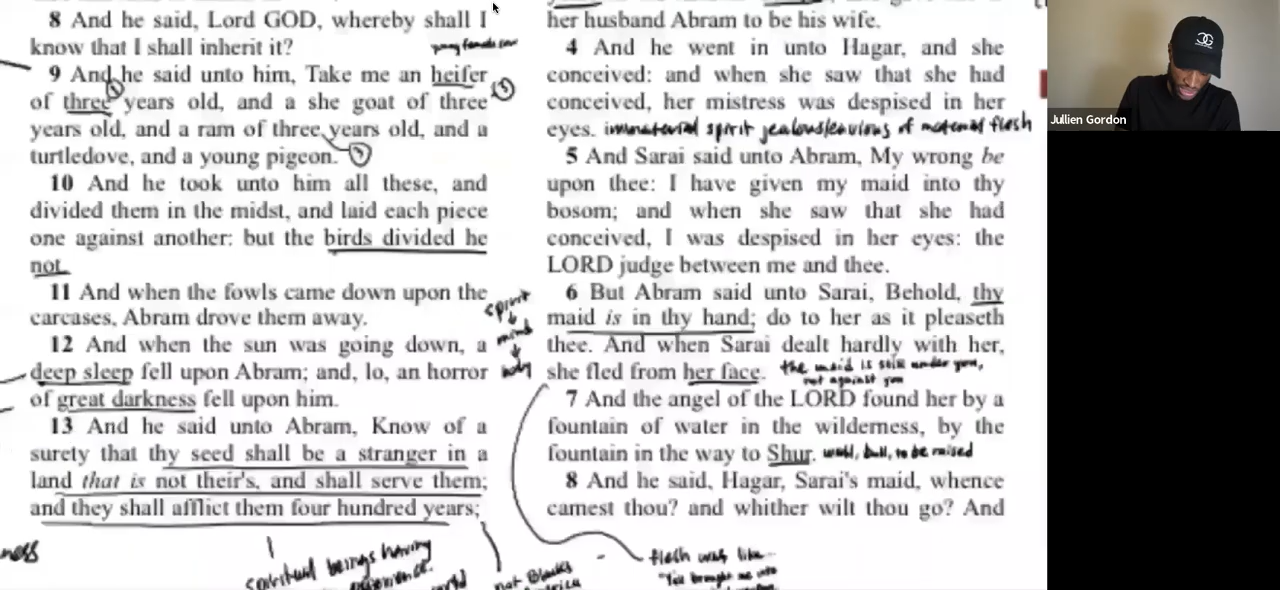 8 And he said, Lord GOD, whereby shall I
know that I shall inherit it?
9 And he said unto him, Take me an heifer
of three years old, and a she goat of three
years old, and a ram of three years old, and a
turtledove, and a young pigeon.
10 And he took unto him all these, and
divided them in the midst, and laid each piece
one against another: but the birds divided he
not.
11 And when the fowls came down upon the
carcases, Abram drove them away.
12 And when the sun was going down, a
deep sleep fell upon Abram; and, lo, an horror
of great darkness fell upon him.
13 And he said unto Abram, Know of a
surety that thy seed shall be a stranger in a
land that is not their's, and shall serve them;
and they shall afflict them four hundred years;
ness
spiritual beings having
experience.
spirit
mind
body
not Blacks
her husband Abram to be his wife.
4 And he went in unto Hagar, and she
conceived: and when she saw that she had
conceived, her mistress was despised in her
eyes. immaterial spirit jealous/envious of material flesh
5 And Sarai said unto Abram, My wrong be
upon thee: I have given my maid into thy
bosom; and when she saw that she had
conceived, I was despised in her eyes: the
LORD judge between me and thee.
6 But Abram said unto Sarai, Behold, thy
maid is in thy hand; do to her as it pleaseth
thee. And when Sarai dealt hardly with her,
she fled from her face. the maid is still under you,
not against you
7 And the angel of the LORD found her by a
fountain of water in the wilderness, by the
fountain in the way to Shur. wall, bull, to be raised
8 And he said, Hagar, Sarai's maid, whence
camest thou? and whither wilt thou go? And
flesh was like
"You brought me into
Jullien Gordon